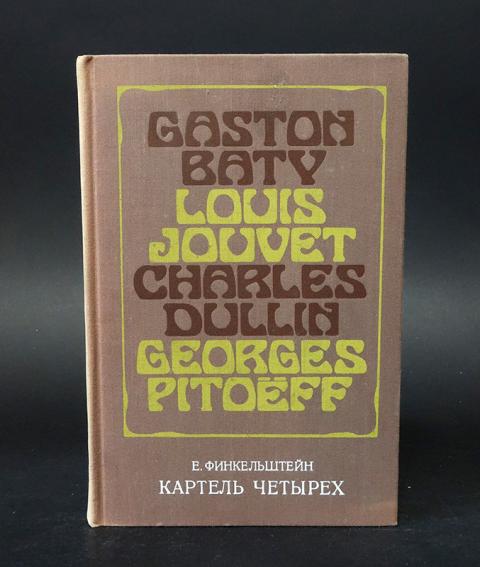 GASTON
BATY
LOUIS
JOUVET
CHARLES
DULLIN
GEORGES
PITOËFF
Е. ФИНКЕЛЬШТЕЙН
КАРТЕЛЬ ЧЕТЫРЕХ